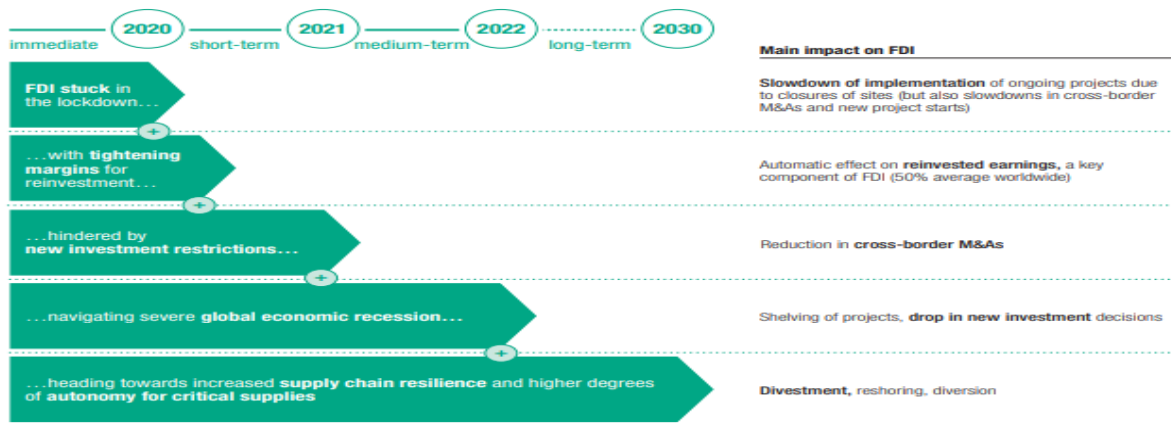 2020 2021 2022 2030
immediate short-term medium-term long-term
Main impact on FDI
FDI stuck in
the lockdown...
Slowdown of implementation of ongoing projects due
to closures of sites (but also slowdowns in cross-border
M&As and new project starts)
+
...with tightening
margins for
reinvestment...
Automatic effect on reinvested earnings, a key
component of FDI (50% average worldwide)
+
...hindered by
new investment restrictions...
Reduction in cross-border M&As
+
...navigating severe global economic recession...
Shelving of projects, drop in new investment decisions
+
...heading towards increased supply chain resilience and higher degrees
of autonomy for critical supplies
Divestment, reshoring, diversion